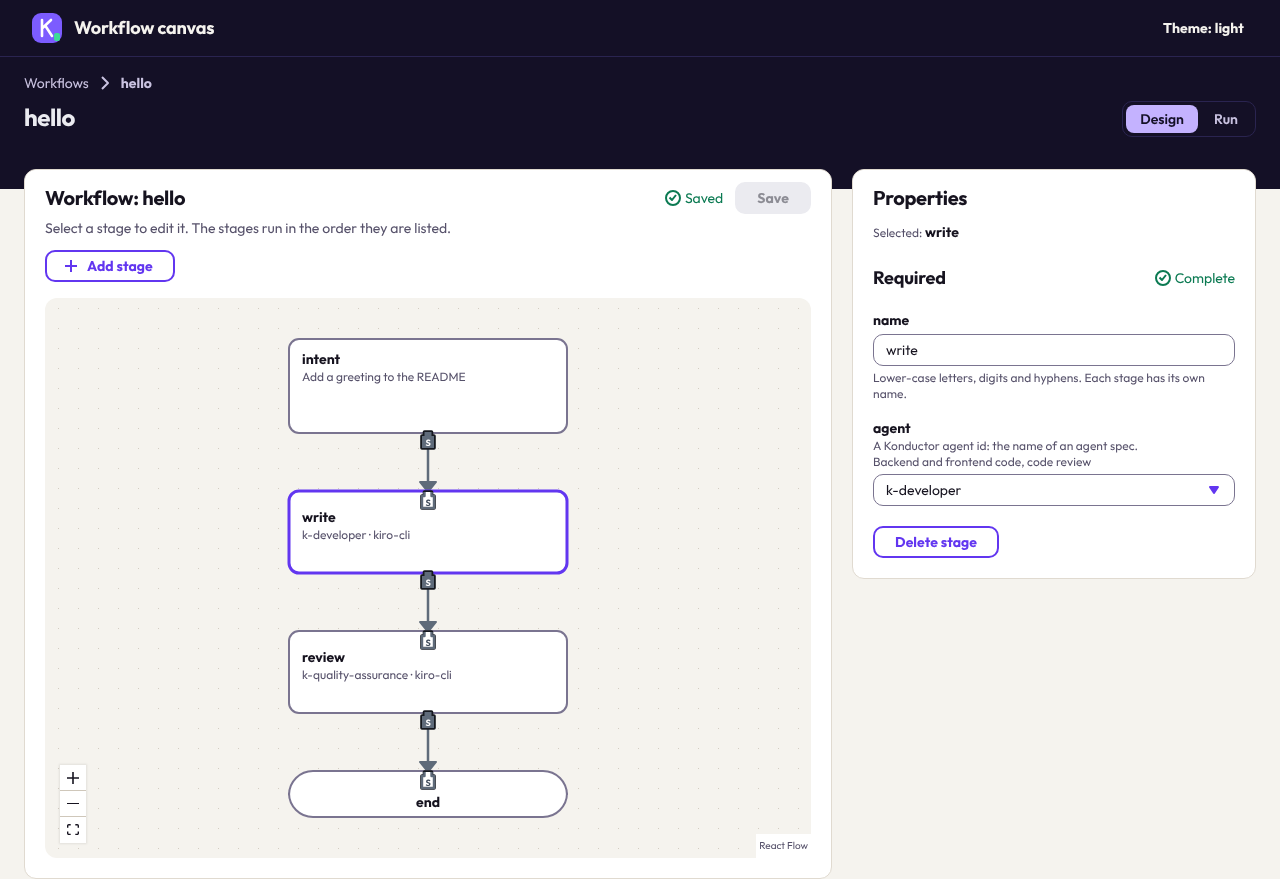 K
Workflow canvas
Theme: light
Workflows
hello
hello
Design
Run
Workflow: hello
Saved
Save
Select a stage to edit it. The stages run in the order they are listed.
Add stage
intent
Add a greeting to the README
s
s
write
k-developer · kiro-cli
s
s
review
k-quality-assurance · kiro-cli
s
s
end
React Flow
Properties
Selected: write
Required
Complete
name
write
Lower-case letters, digits and hyphens. Each stage has its own
name.
agent
A Konductor agent id: the name of an agent spec.
Backend and frontend code, code review
k-developer
Delete stage